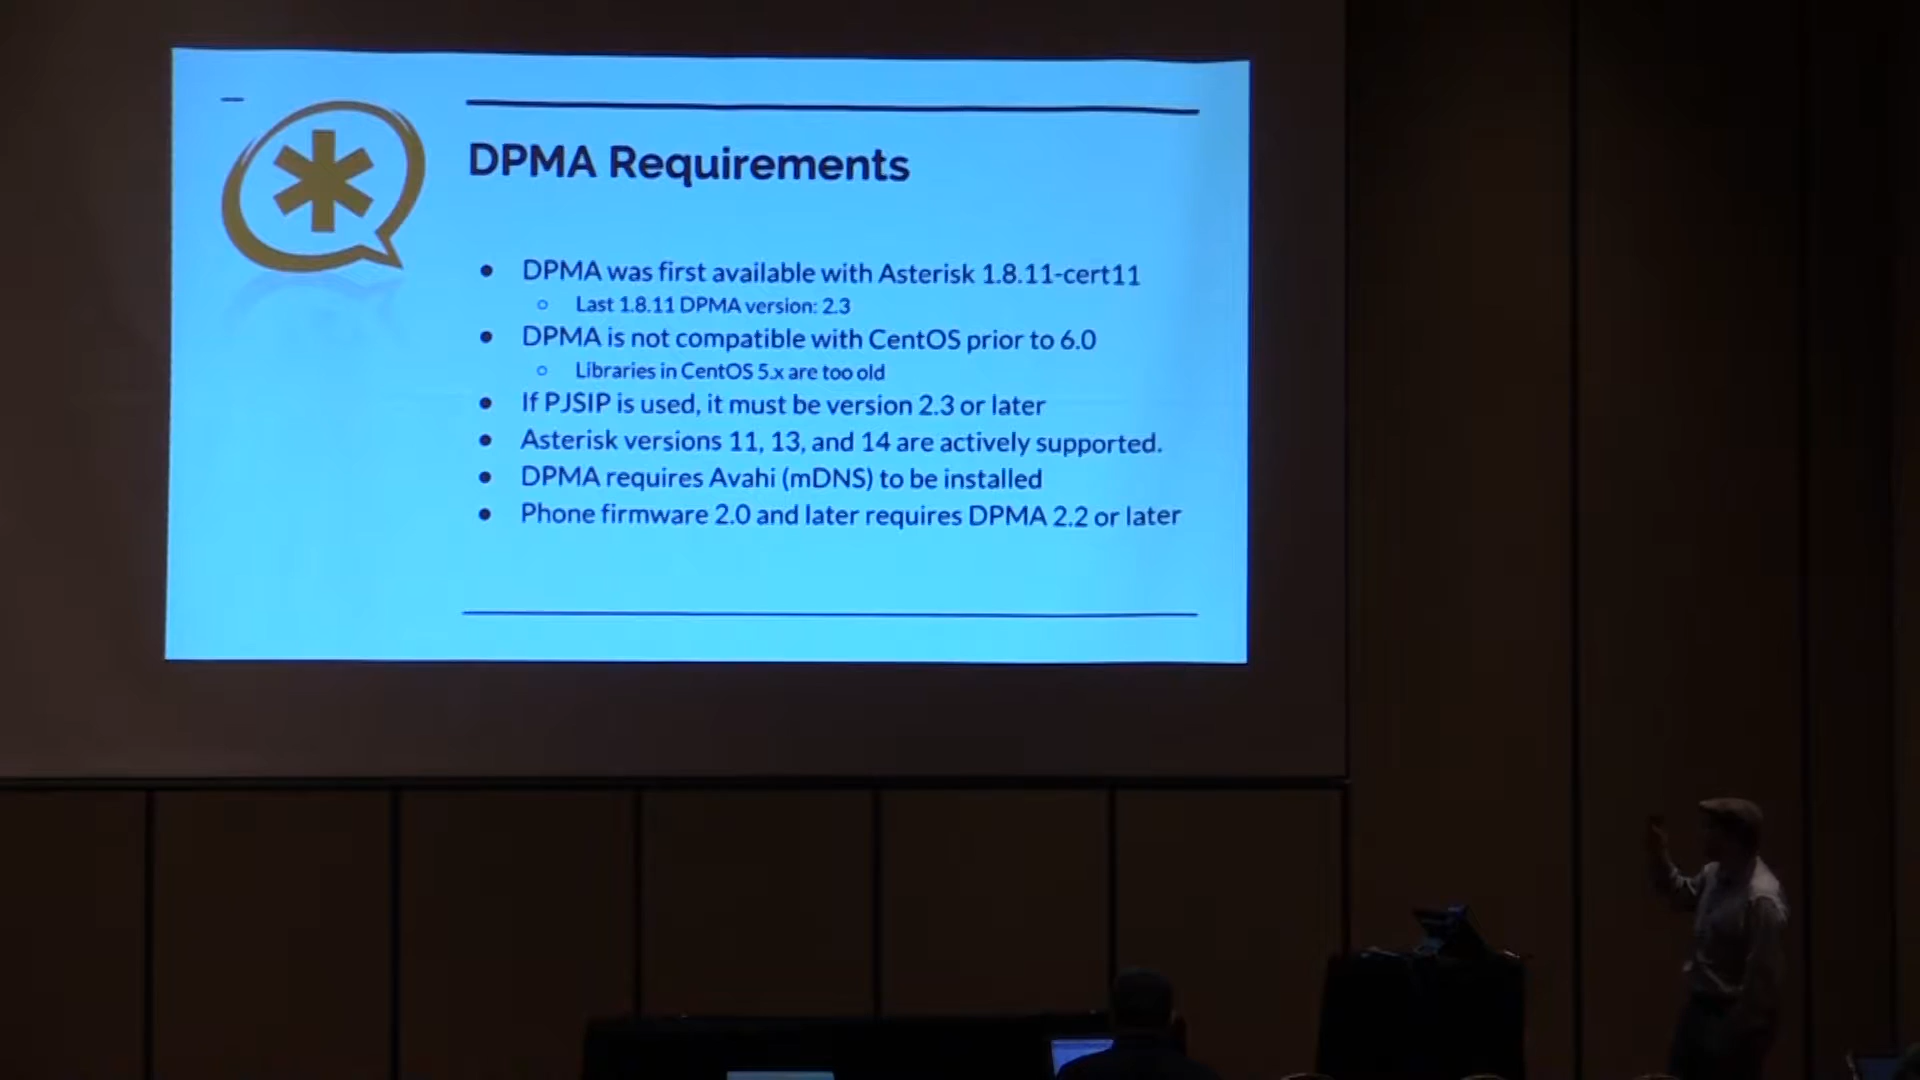 DPMA Requirements
● DPMA was first available with Asterisk 1.8.11-cert11
○ Last 1.8.11 DPMA version: 2.3
● DPMA is not compatible with CentOS prior to 6.0
○ Libraries in CentOS 5.x are too old
● If PJSIP is used, it must be version 2.3 or later
● Asterisk versions 11, 13, and 14 are actively supported.
● DPMA requires Avahi (mDNS) to be installed
● Phone firmware 2.0 and later requires DPMA 2.2 or later